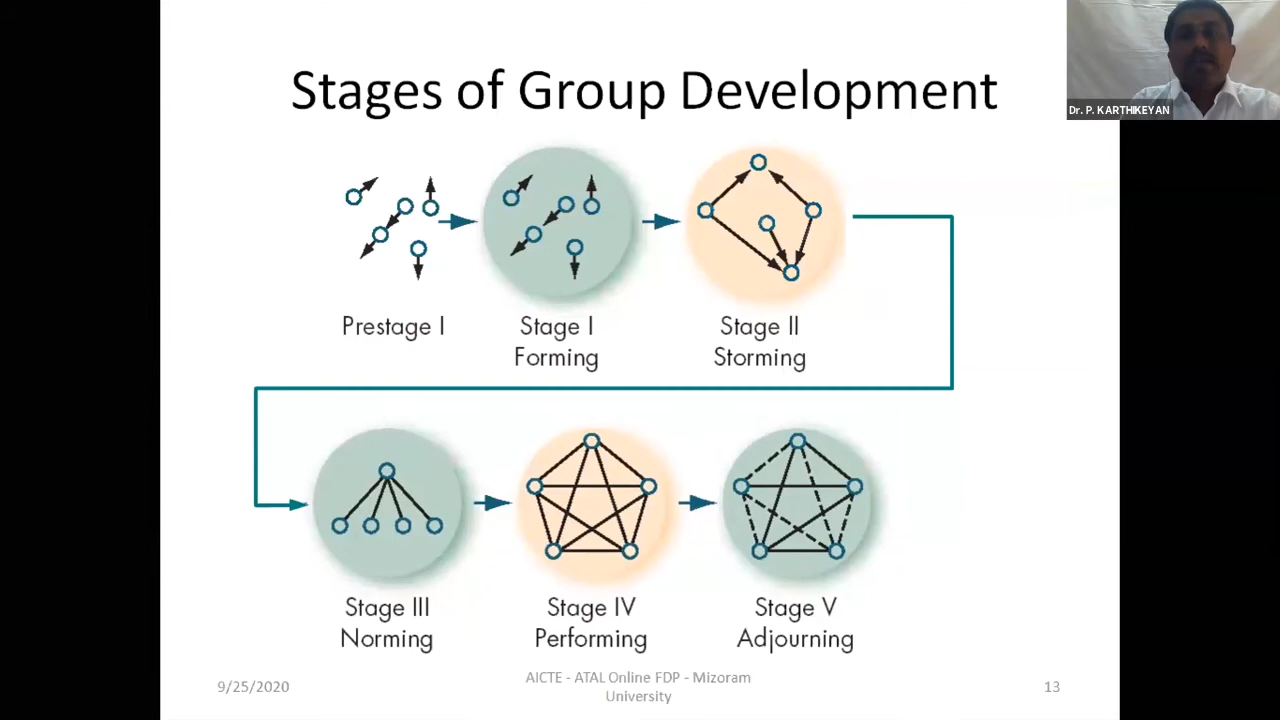 Stages of Group Development
Dr. P. KARTHIKEYAN
Prestage I
Stage I
Forming
Stage II
Storming
Stage III
Norming
Stage IV
Performing
Stage V
Adjourning
9/25/2020
AICTE - ATAL Online FDP - Mizoram
University
13